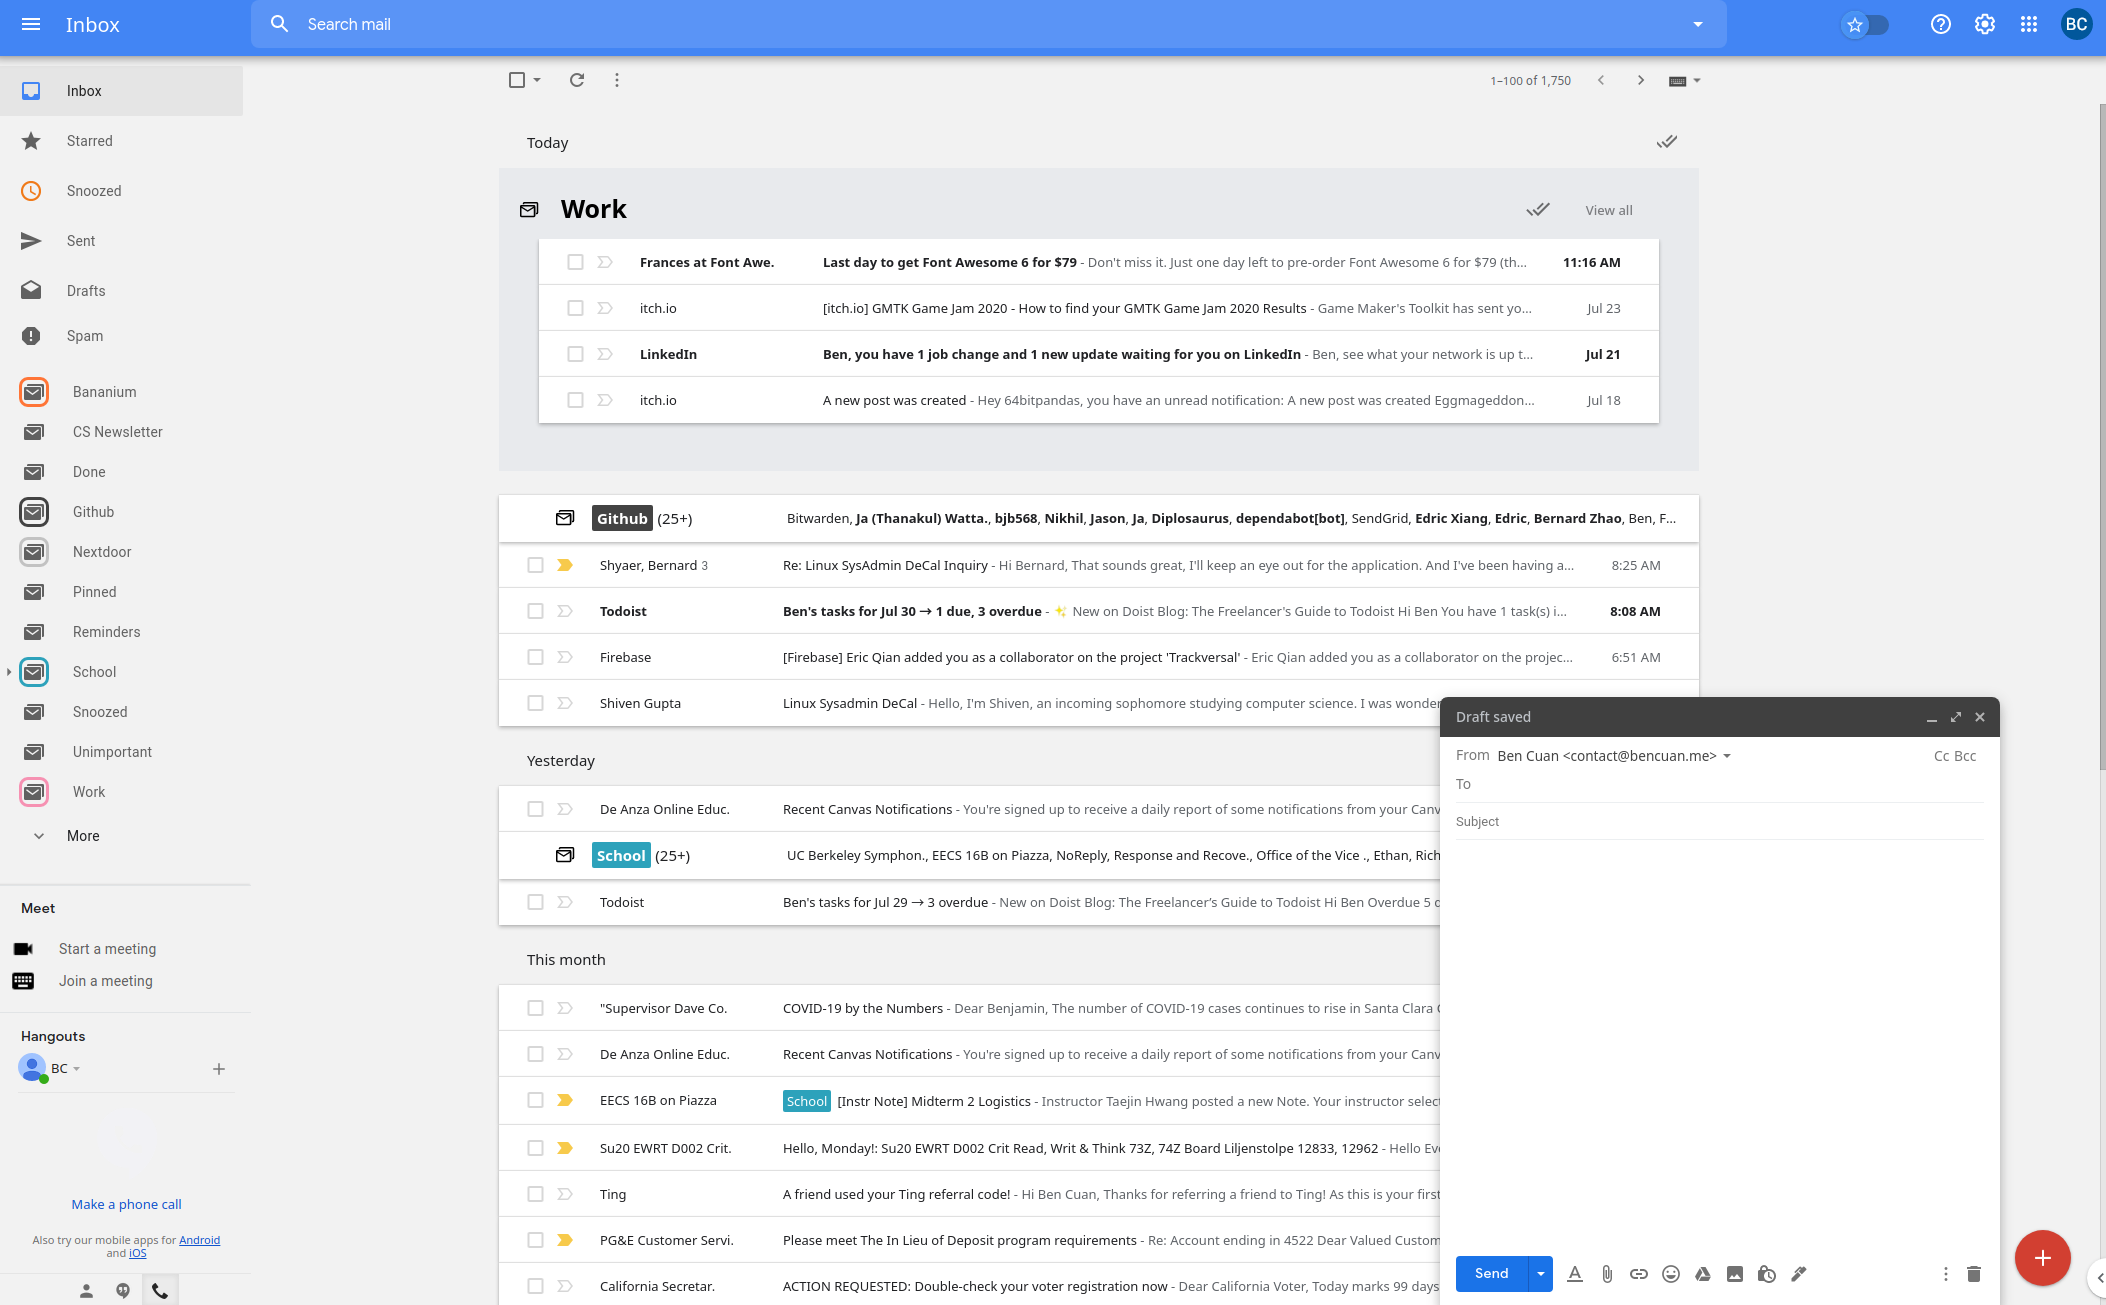 Inbox
Search mail
BC
Inbox
Starred
Snoozed
Sent
Drafts
Spam
Bananium
CS Newsletter
Done
Github
Nextdoor
Pinned
Reminders
School
Snoozed
Unimportant
Work
More
Meet
Start a meeting
Join a meeting
Hangouts
BC
Make a phone call
Also try our mobile apps for Android
and iOS
1–100 of 1,750
Today
Work
View all
Frances at Font Awe. Last day to get Font Awesome 6 for $79 - Don't miss it. Just one day left to pre-order Font Awesome 6 for $79 (th... 11:16 AM
itch.io [itch.io] GMTK Game Jam 2020 - How to find your GMTK Game Jam 2020 Results - Game Maker's Toolkit has sent yo... Jul 23
LinkedIn Ben, you have 1 job change and 1 new update waiting for you on LinkedIn - Ben, see what your network is up t... Jul 21
itch.io A new post was created - Hey 64bitpandas, you have an unread notification: A new post was created Eggmageddon... Jul 18
Github (25+) Bitwarden, Ja (Thanakul) Watta., bjb568, Nikhil, Jason, Ja, Diplosaurus, dependabot[bot], SendGrid, Edric Xiang, Edric, Bernard Zhao, Ben, F...
Shyaer, Bernard 3 Re: Linux SysAdmin DeCal Inquiry - Hi Bernard, That sounds great, I'll keep an eye out for the application. And I've been having a... 8:25 AM
Todoist Ben's tasks for Jul 30 → 1 due, 3 overdue - ✨ New on Doist Blog: The Freelancer's Guide to Todoist Hi Ben You have 1 task(s) i... 8:08 AM
Firebase [Firebase] Eric Qian added you as a collaborator on the project 'Trackversal' - Eric Qian added you as a collaborator on the projec... 6:51 AM
Shiven Gupta Linux Sysadmin DeCal - Hello, I'm Shiven, an incoming sophomore studying computer science. I was wonder
Yesterday
De Anza Online Educ. Recent Canvas Notifications - You're signed up to receive a daily report of some notifications from your Canv
School (25+) UC Berkeley Symphon., EECS 16B on Piazza, NoReply, Response and Recove., Office of the Vice ., Ethan, Rich
Todoist Ben's tasks for Jul 29 → 3 overdue - New on Doist Blog: The Freelancer's Guide to Todoist Hi Ben Overdue 5 d
This month
"Supervisor Dave Co. COVID-19 by the Numbers - Dear Benjamin, The number of COVID-19 cases continues to rise in Santa Clara
De Anza Online Educ. Recent Canvas Notifications - You're signed up to receive a daily report of some notifications from your Canv
EECS 16B on Piazza School [Instr Note] Midterm 2 Logistics - Instructor Taejin Hwang posted a new Note. Your instructor select
Su20 EWRT D002 Crit. Hello, Monday!: Su20 EWRT D002 Crit Read, Writ & Think 73Z, 74Z Board Liljenstolpe 12833, 12962 - Hello Eve
Ting A friend used your Ting referral code! - Hi Ben Cuan, Thanks for referring a friend to Ting! As this is your first
PG&E Customer Servi. Please meet The In Lieu of Deposit program requirements - Re: Account ending in 4522 Dear Valued Custom
California Secretar. ACTION REQUESTED: Double-check your voter registration now - Dear California Voter, Today marks 99 days
Draft saved
From Ben Cuan <contact@bencuan.me> Cc Bcc
To
Subject
Send